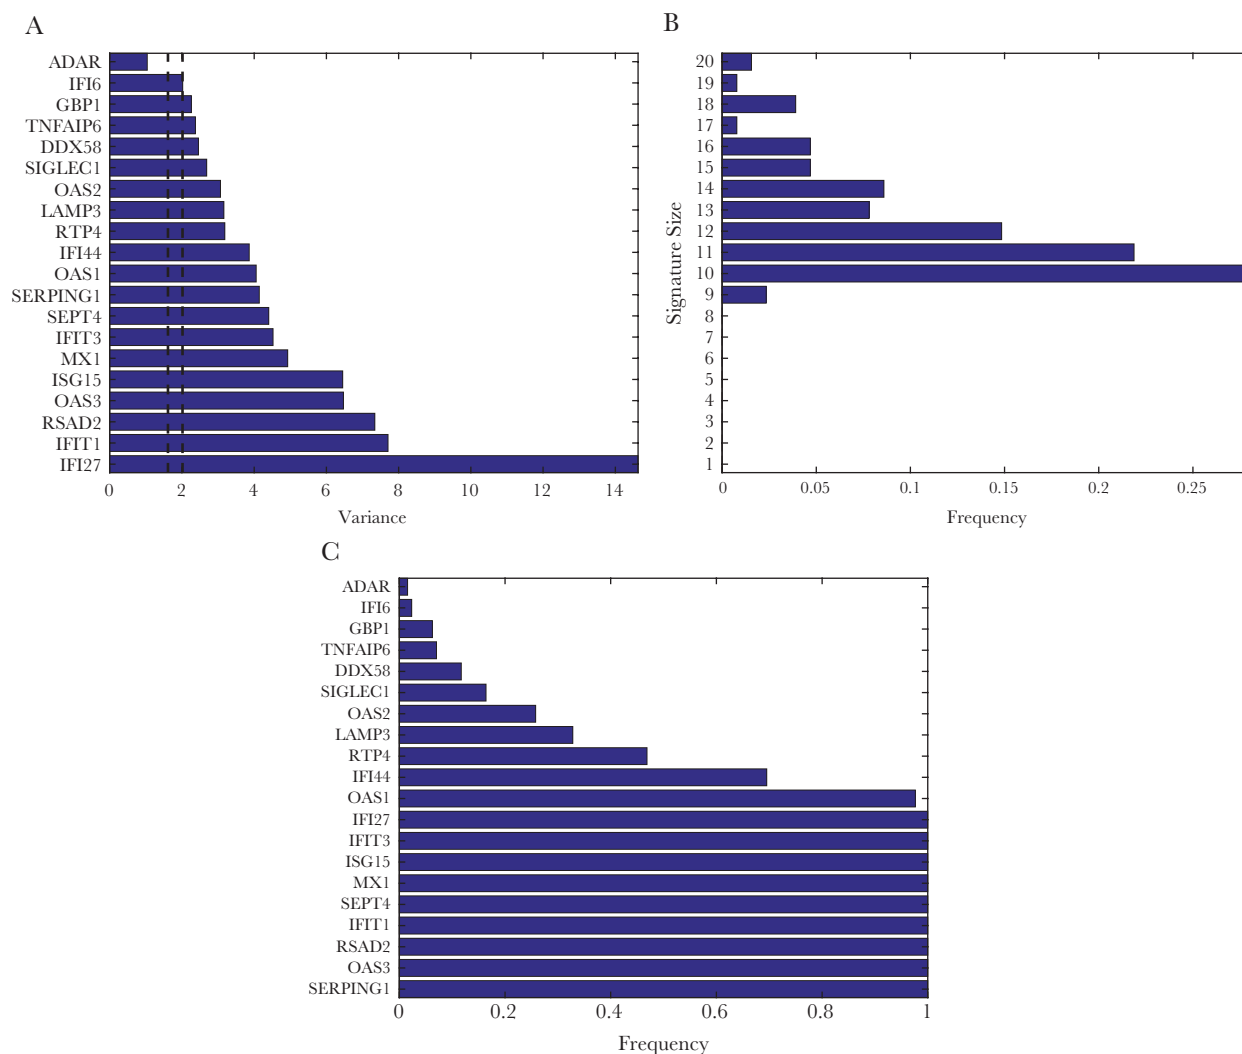 A
ADAR
IFI6
GBP1
TNFAIP6
DDX58
SIGLEC1
OAS2
LAMP3
RTP4
IFI44
OAS1
SERPING1
SEPT4
IFIT3
MX1
ISG15
OAS3
RSAD2
IFIT1
IFI27
0 2 4 6 8 10 12 14
Variance
B
Signature Size
20
19
18
17
16
15
14
13
12
11
10
9
8
7
6
5
4
3
2
1
0 0.05 0.1 0.15 0.2 0.25
Frequency
C
ADAR
IFI6
GBP1
TNFAIP6
DDX58
SIGLEC1
OAS2
LAMP3
RTP4
IFI44
OAS1
IFI27
IFIT3
ISG15
MX1
SEPT4
IFIT1
RSAD2
OAS3
SERPING1
0 0.2 0.4 0.6 0.8 1
Frequency